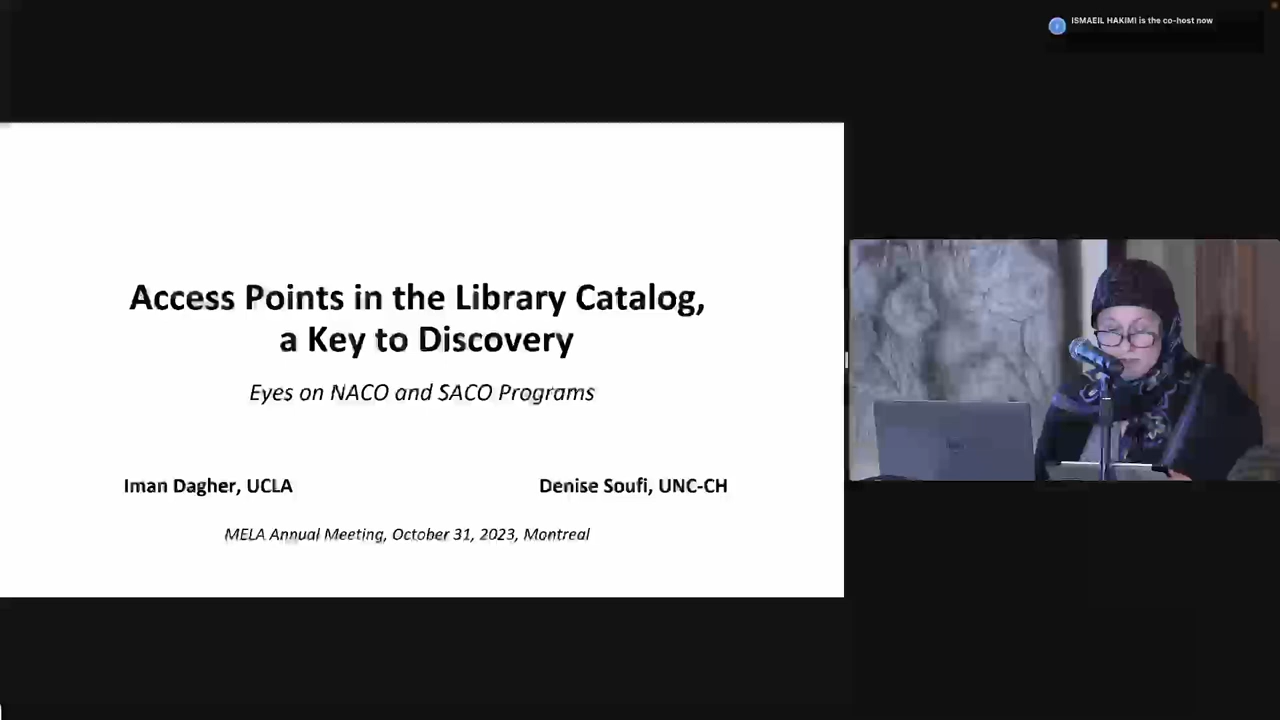 ISMAEIL HAKIMI is the co-host now
Access Points in the Library Catalog,
a Key to Discovery
Eyes on NACO and SACO Programs
Iman Dagher, UCLA
Denise Soufi, UNC-CH
MELA Annual Meeting, October 31, 2023, Montreal